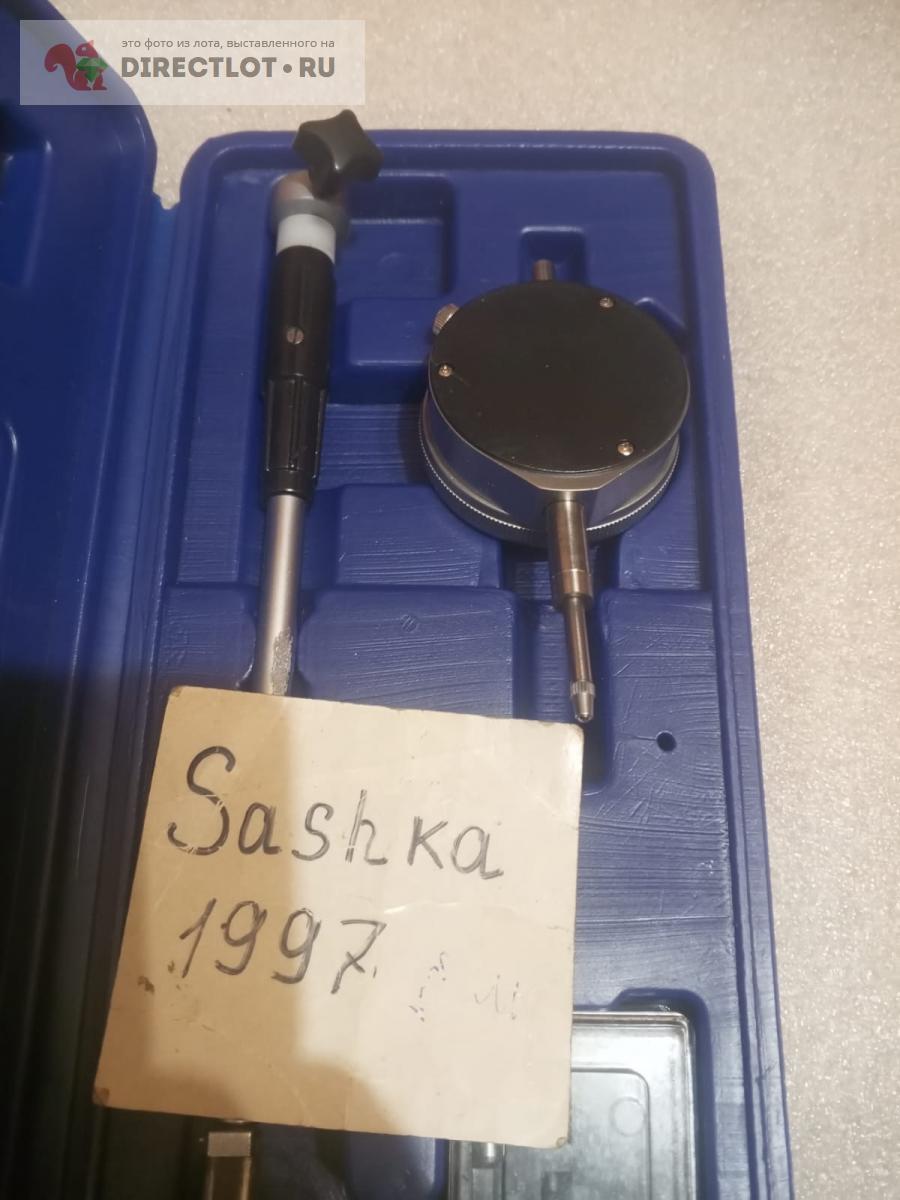 это фото из лота, выставленного на
DIRECTLOT•RU
Sashka
1997